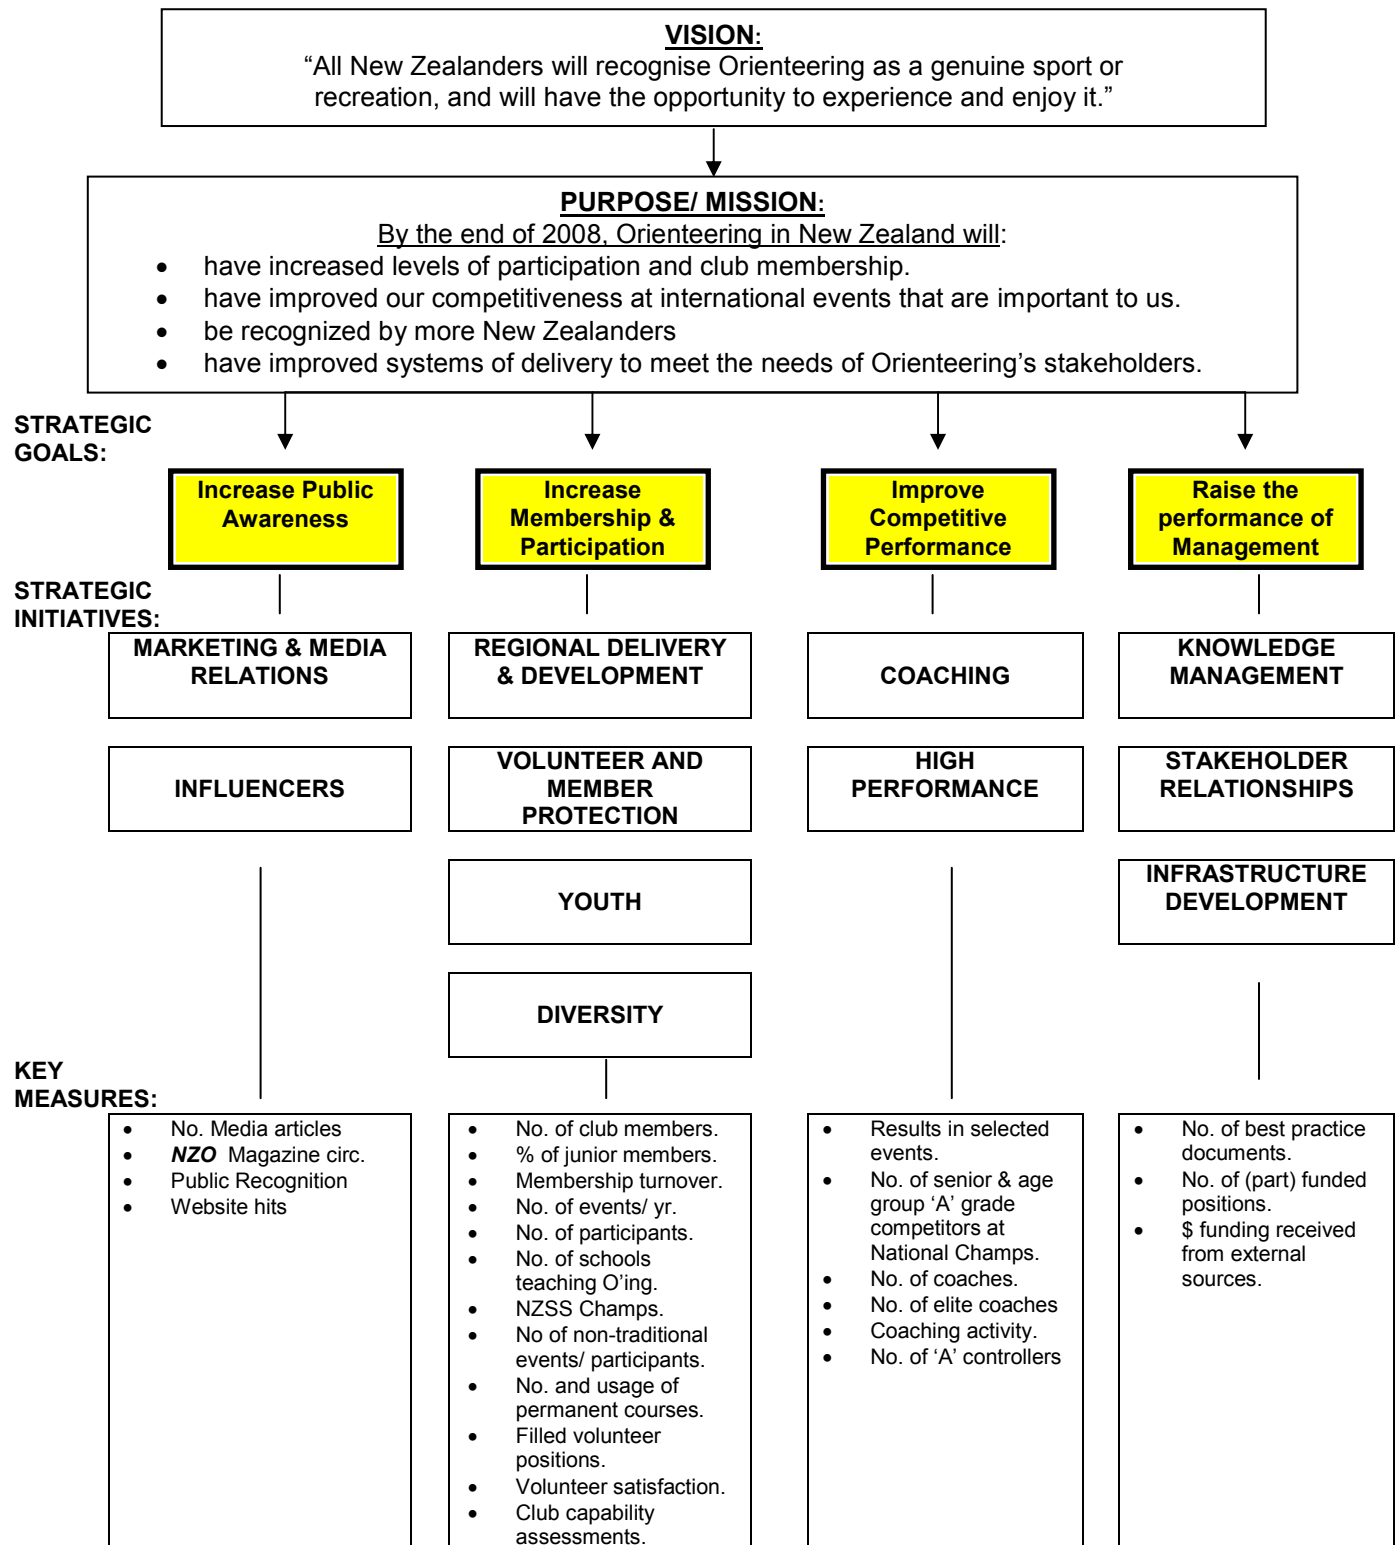 VISION:
“All New Zealanders will recognise Orienteering as a genuine sport or
recreation, and will have the opportunity to experience and enjoy it.”
PURPOSE/ MISSION:
By the end of 2008, Orienteering in New Zealand will:
• have increased levels of participation and club membership.
• have improved our competitiveness at international events that are important to us.
• be recognized by more New Zealanders
• have improved systems of delivery to meet the needs of Orienteering’s stakeholders.
STRATEGIC
GOALS:
Increase Public
Awareness
Increase
Membership &
Participation
Improve
Competitive
Performance
Raise the
performance of
Management
STRATEGIC
INITIATIVES:
MARKETING & MEDIA
RELATIONS
INFLUENCERS
REGIONAL DELIVERY
& DEVELOPMENT
VOLUNTEER AND
MEMBER
PROTECTION
YOUTH
DIVERSITY
COACHING
HIGH
PERFORMANCE
KNOWLEDGE
MANAGEMENT
STAKEHOLDER
RELATIONSHIPS
INFRASTRUCTURE
DEVELOPMENT
KEY
MEASURES:
• No. Media articles
• NZO Magazine circ.
• Public Recognition
• Website hits
• No. of club members.
• % of junior members.
• Membership turnover.
• No. of events/ yr.
• No. of participants.
• No. of schools
teaching O’ing.
• NZSS Champs.
• No of non-traditional
events/ participants.
• No. and usage of
permanent courses.
• Filled volunteer
positions.
• Volunteer satisfaction.
• Club capability
assessments.
• Results in selected
events.
• No. of senior & age
group ‘A’ grade
competitors at
National Champs.
• No. of coaches.
• No. of elite coaches
• Coaching activity.
• No. of ‘A’ controllers
• No. of best practice
documents.
• No. of (part) funded
positions.
• $ funding received
from external
sources.